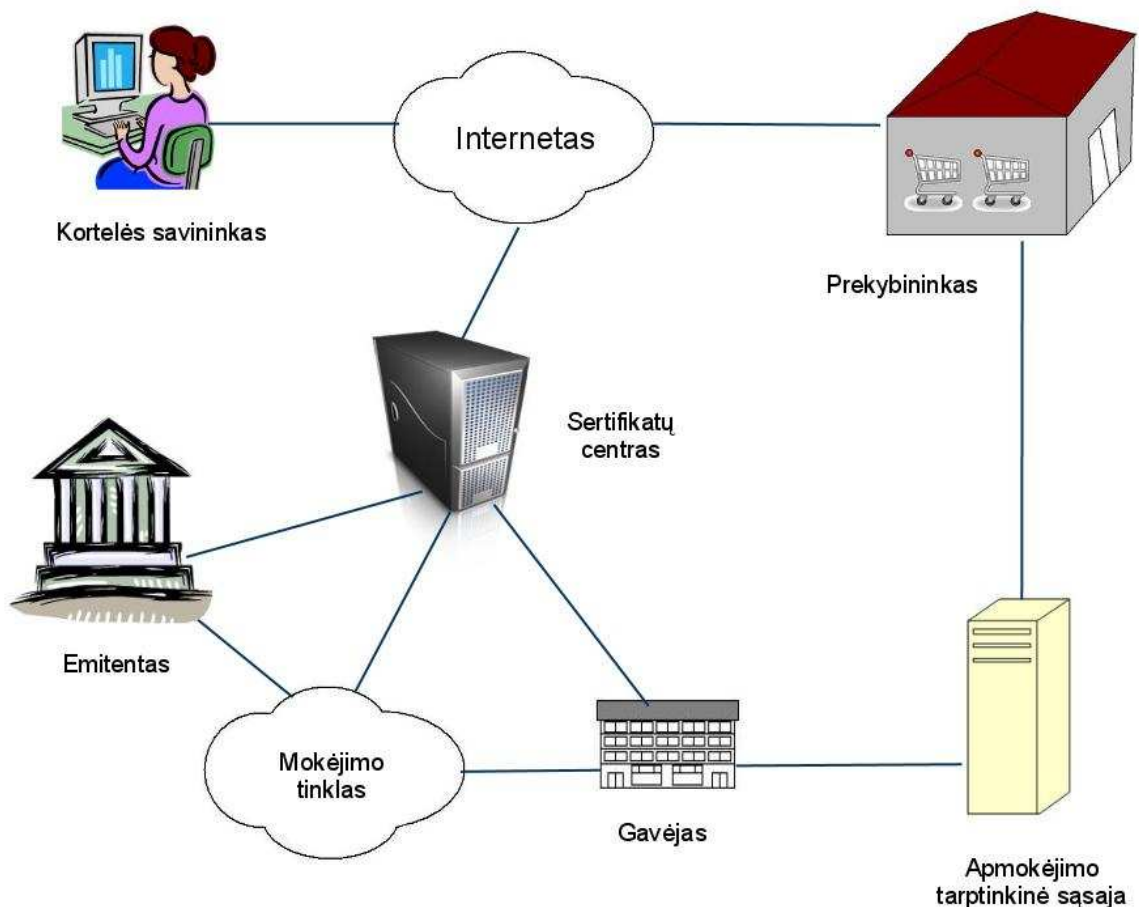 Internetas
Kortelės savininkas
Prekybininkas
Sertifikatų
centras
Emitentas
Mokėjimo
tinklas
Gavėjas
Apmokėjimo
tarptinkinė sąsaja